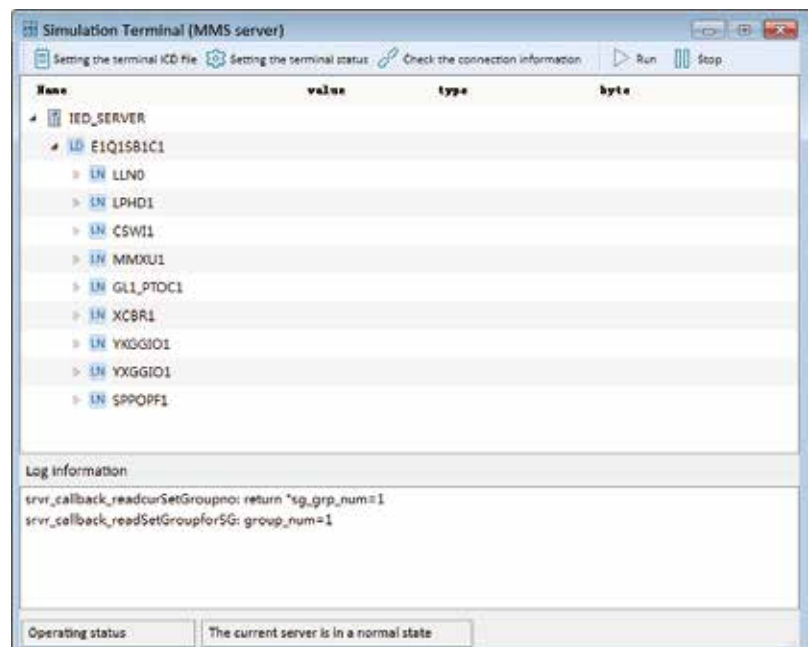 Simulation Terminal (MMS server)
Setting the terminal ICD file Setting the terminal status Check the connection information Run Stop
Name value type byte
IED_SERVER
LD E1Q1SB1C1
LN LLN0
LN LPHD1
LN CSWI1
LN MMXU1
LN GL1_PTOC1
LN XCBR1
LN YKGGIO1
LN YXGGIO1
LN SPPOPF1
Log information
srvr_callback_readcurSetGroupno: return *sg_grp_num=1
srvr_callback_readSetGroupforSG: group_num=1
Operating status The current server is in a normal state